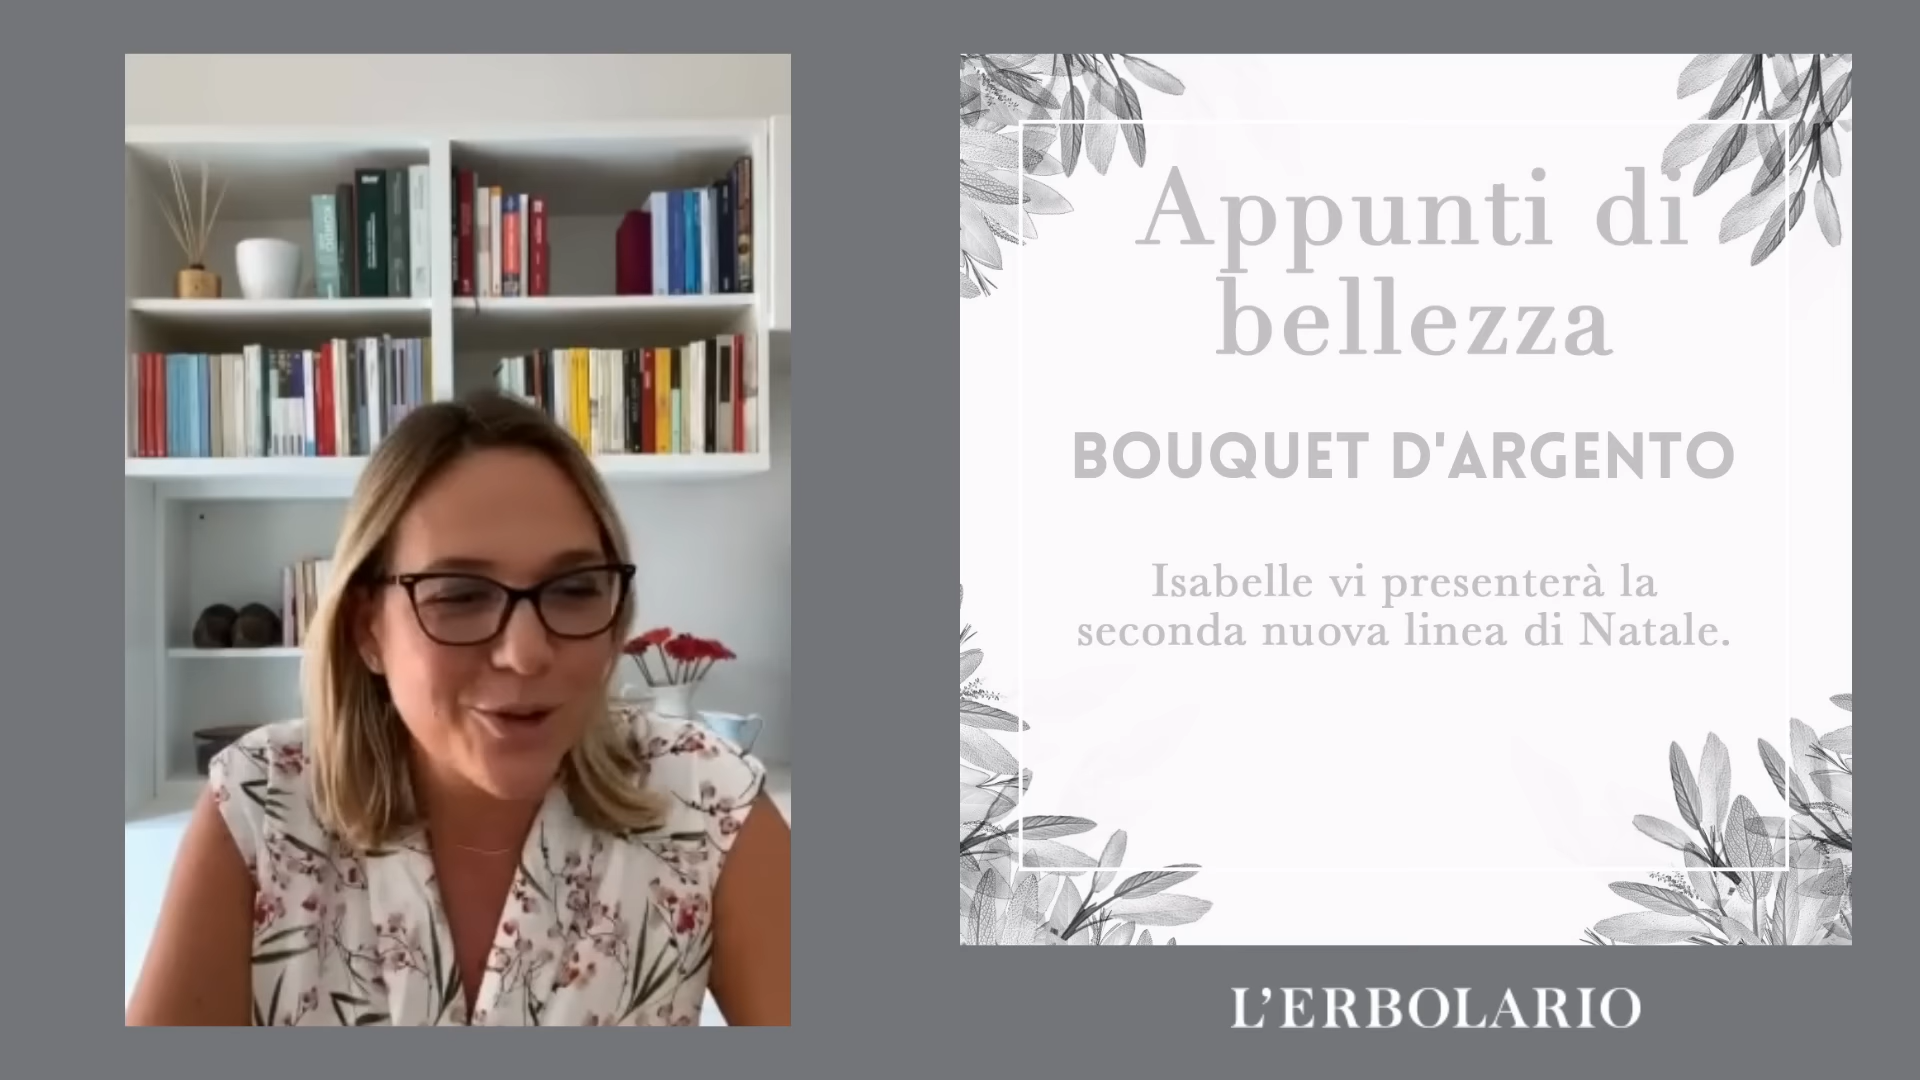 Appunti di
bellezza
BOUQUET D'ARGENTO
Isabelle vi presenterà la
seconda nuova linea di Natale.
L'ERBOLARIO